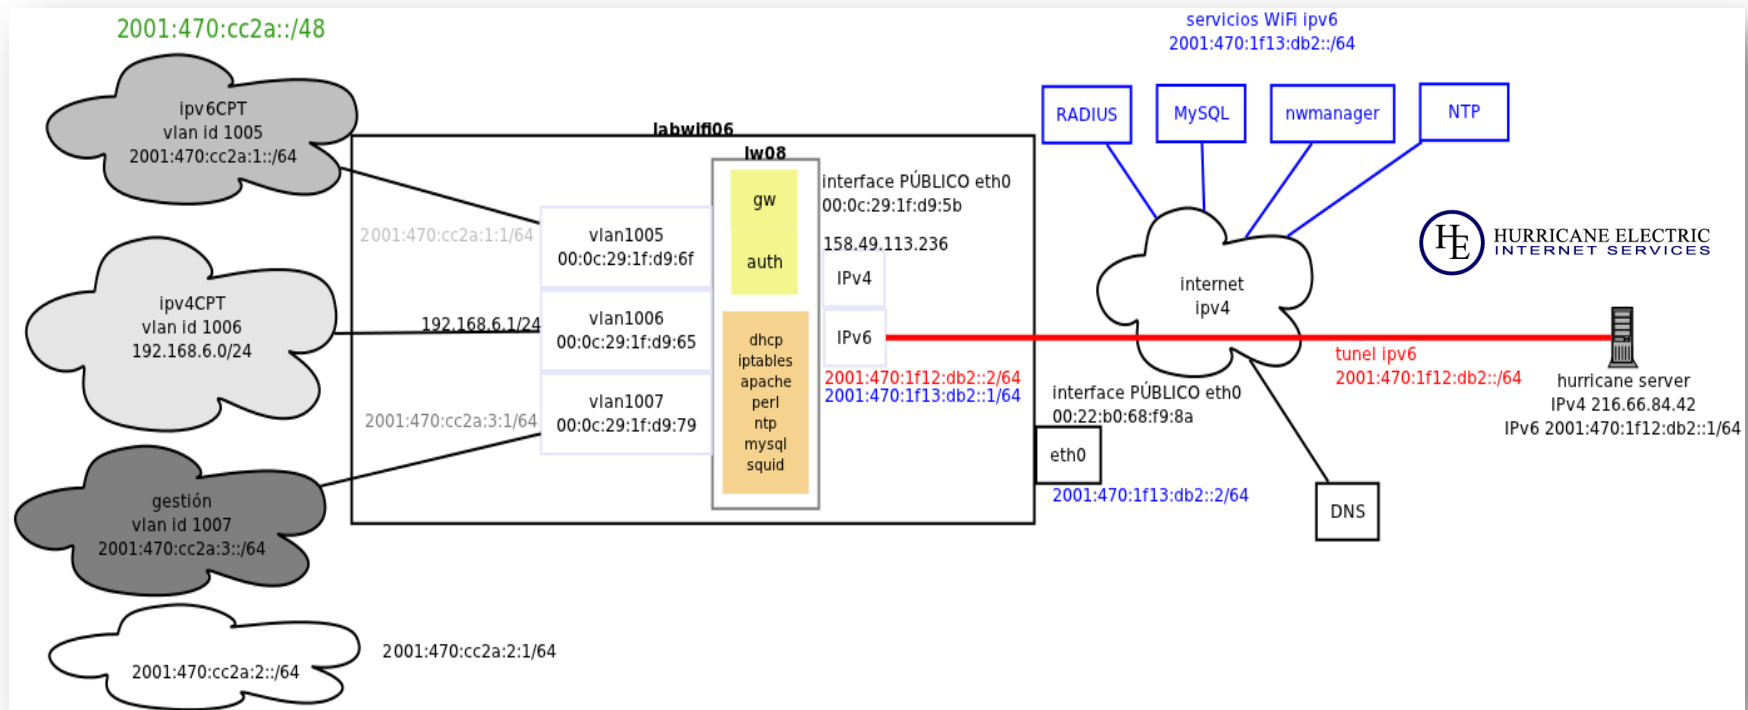 2001:470:cc2a::/48
ipv6CPT
vlan id 1005
2001:470:cc2a:1::/64
ipv4CPT
vlan id 1006
192.168.6.0/24
gestión
vlan id 1007
2001:470:cc2a:3::/64
2001:470:cc2a:2::/64
2001:470:cc2a:2:1/64
labwifi06
lw08
2001:470:cc2a:1:1/64
192.168.6.1/24
2001:470:cc2a:3:1/64
vlan1005
00:0c:29:1f:d9:6f
vlan1006
00:0c:29:1f:d9:65
vlan1007
00:0c:29:1f:d9:79
gw
auth
dhcp
iptables
apache
perl
ntp
mysql
squid
interface PÚBLICO eth0
00:0c:29:1f:d9:5b
158.49.113.236
IPv4
IPv6
2001:470:1f12:db2::2/64
2001:470:1f13:db2::1/64
interface PÚBLICO eth0
00:22:b0:68:f9:8a
eth0
2001:470:1f13:db2::2/64
servicios WiFi ipv6
2001:470:1f13:db2::/64
RADIUS
MySQL
nwmanager
NTP
internet
ipv4
DNS
HE HURRICANE ELECTRIC
INTERNET SERVICES
tunel ipv6
2001:470:1f12:db2::/64
hurricane server
IPv4 216.66.84.42
IPv6 2001:470:1f12:db2::1/64